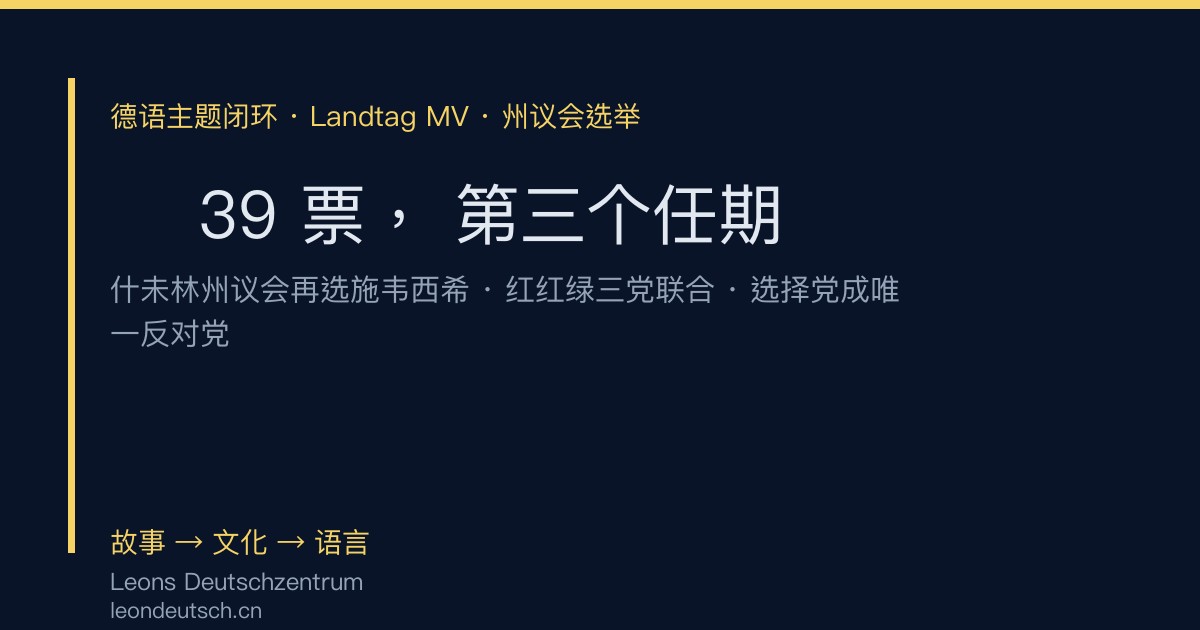 德语主题闭环 · Landtag MV · 州议会选举
39 票， 第三个任期
什未林州议会再选施韦西希 · 红红绿三党联合 · 选择党成唯
一反对党
故事 → 文化 → 语言
Leons Deutschzentrum
leondeutsch.cn